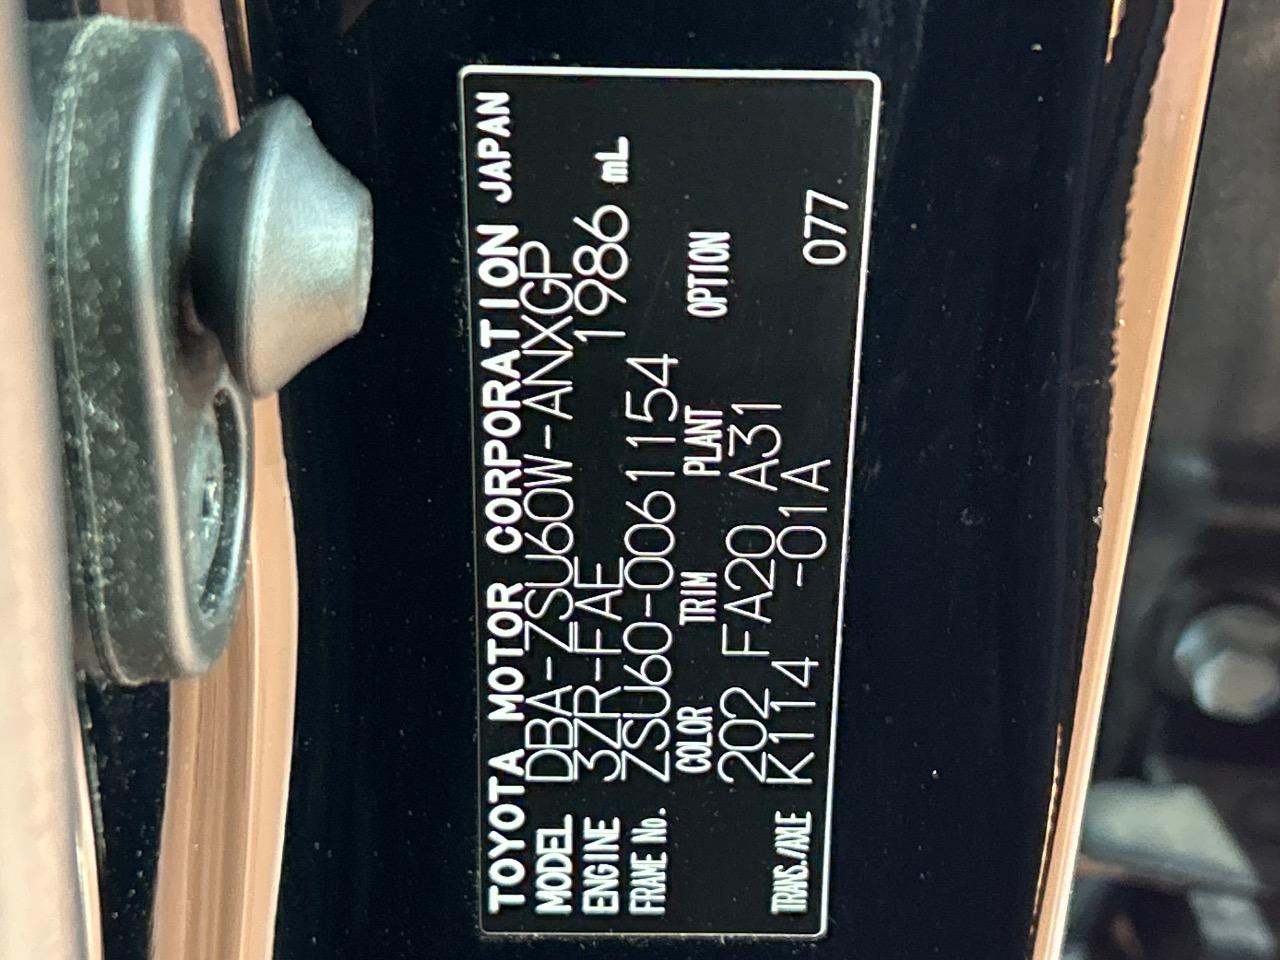 TOYOTA MOTOR CORPORATION JAPAN
MODEL DBA-ZSU60W-ANXGP
ENGINE 3ZR-FAE 1986 mL
FRAME No. ZSU60-0061154
COLOR TRIM PLANT OPTION
202 FA20 A31
TRANS./AXLE K114 -01A 077